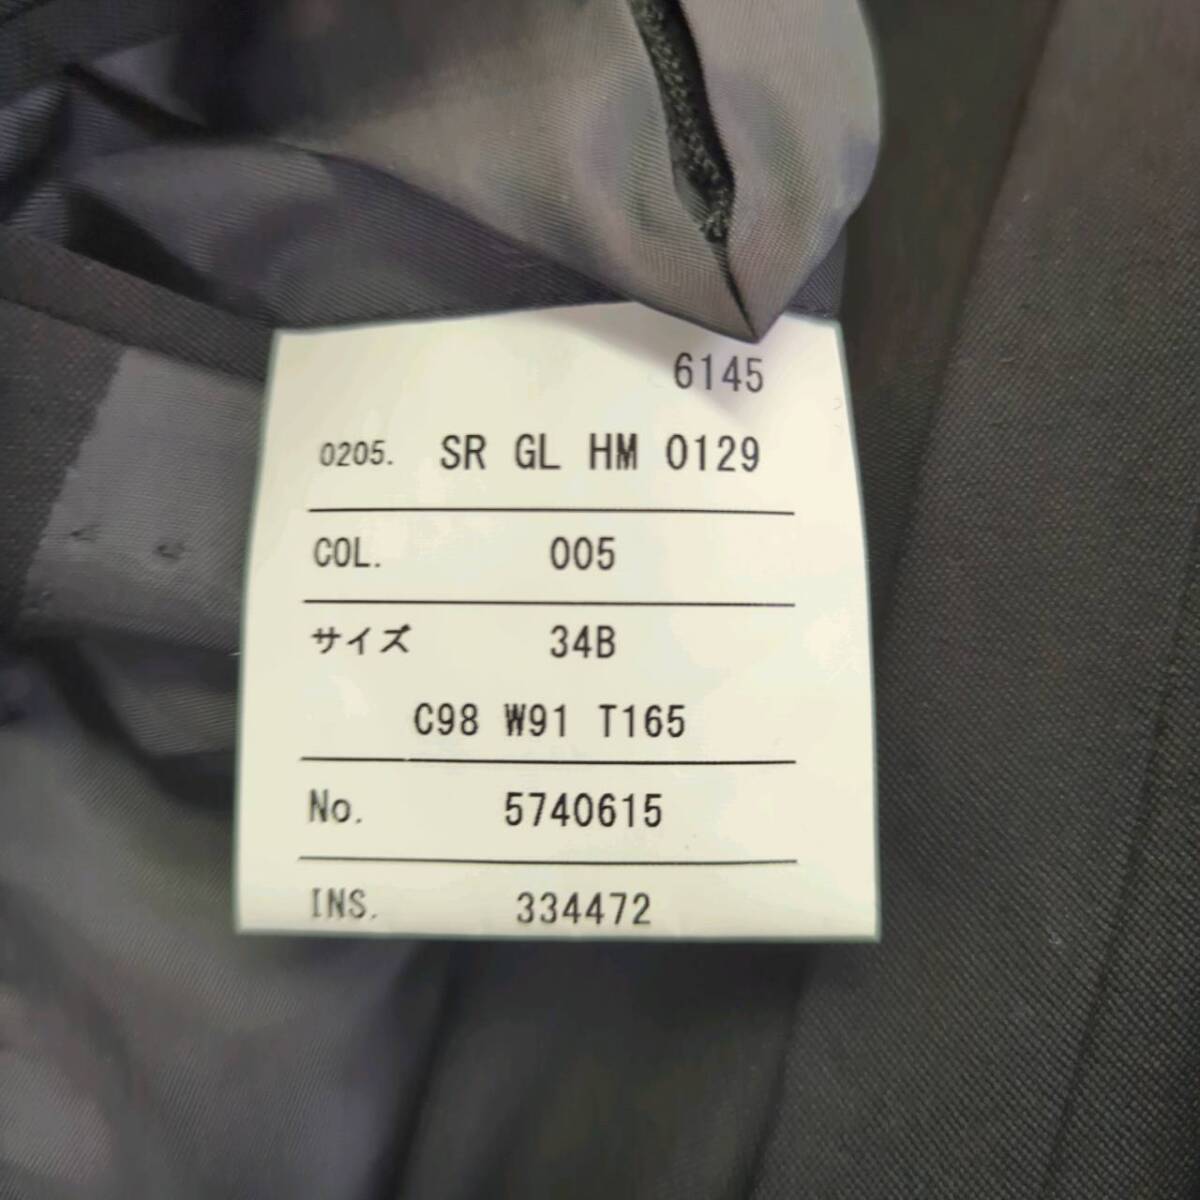 6145
0205. SR GL HM 0129
COL. 005
サイズ 34B
C98 W91 T165
No. 5740615
INS. 334472